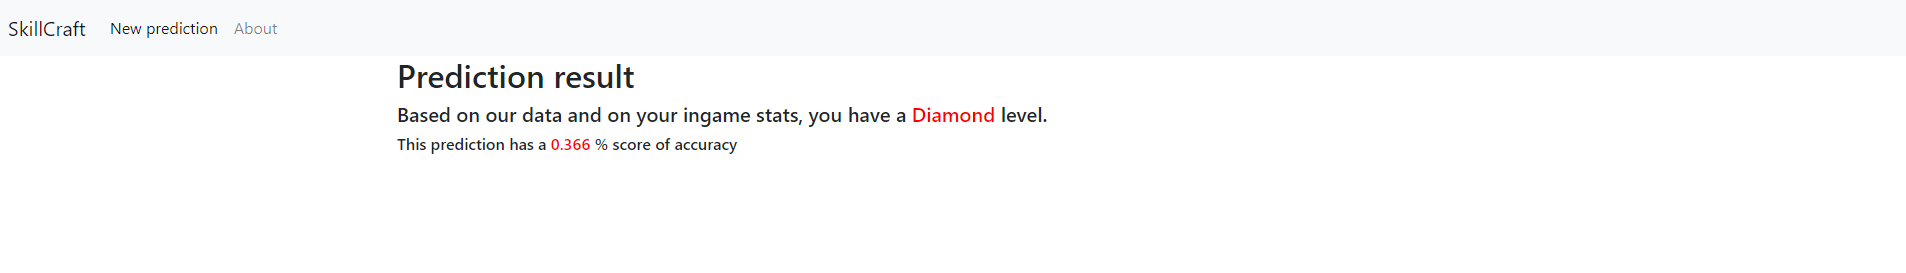 SkillCraft New prediction About
Prediction result
Based on our data and on your ingame stats, you have a Diamond level.
This prediction has a 0.366 % score of accuracy